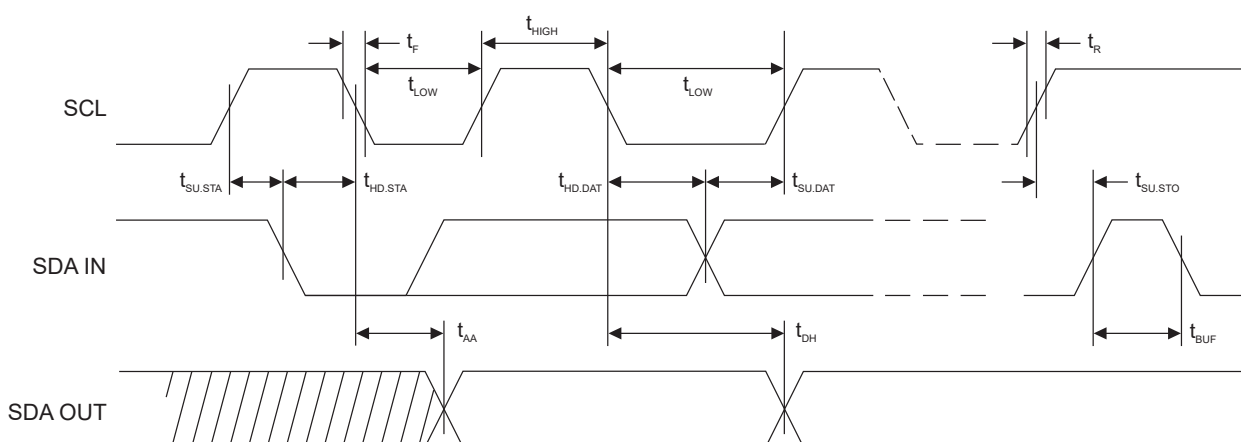 tHIGH
tF
tR
tLOW
tLOW
SCL
tSU.STA
tHD.STA
tHD.DAT
tSU.DAT
tSU.STO
SDA IN
tAA
tDH
tBUF
SDA OUT